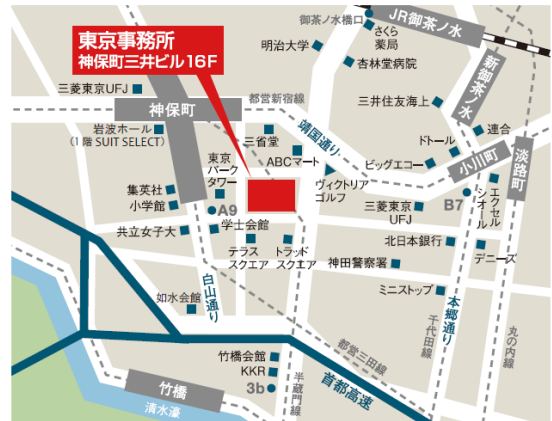 御茶ノ水橋口
JR御茶ノ水
さくら
薬局
明治大学
杏林堂病院
東京事務所
神保町三井ビル16F
新御茶ノ水
三菱東京UFJ
神保町
都営新宿線
三井住友海上
靖国通り
岩波ホール
(1階 SUIT SELECT)
三省堂
ABCマート
連合
ドトール
ビッグエコー
小川町
淡路町
東京
パーク
タワー
ヴィクトリア
ゴルフ
集英社
小学館
A9
三菱東京
UFJ
B7
エクセル
シオール
共立女子大
学士会館
北日本銀行
テラス
スクエア
トラッド
スクエア
神田警察署
デニーズ
白山通り
如水会館
ミニストップ
本郷通り
千代田線
丸の内線
都営三田線
竹橋会館
KKR
3b
半蔵門線
首都高速
竹橋
清水濠